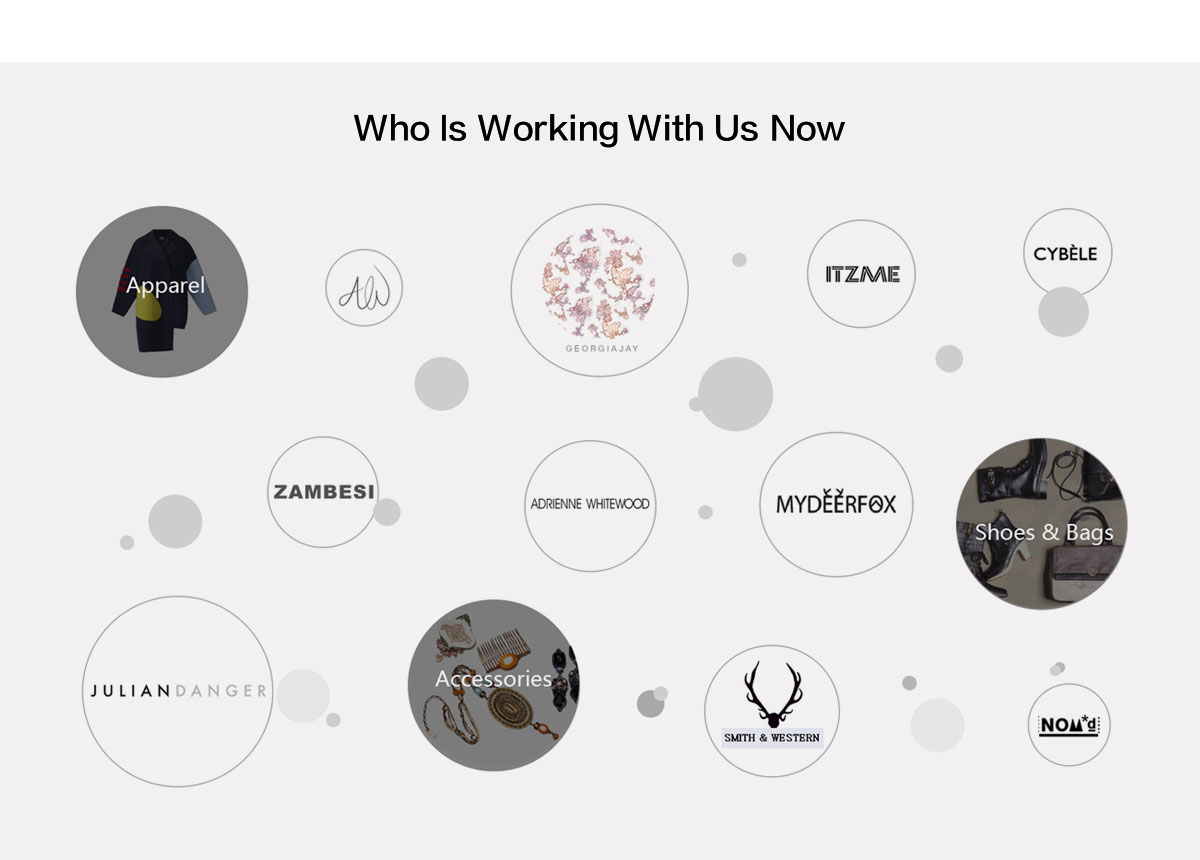 Who Is Working With Us Now
Apparel
AW
GEORGIAJAY
ITZME
CYBÈLE
ZAMBESI
ADRIENNE WHITEWOOD
MYDĚĚRFOX
Shoes & Bags
JULIANDANGER
Accessories
SMITH & WESTERN
NOM*d